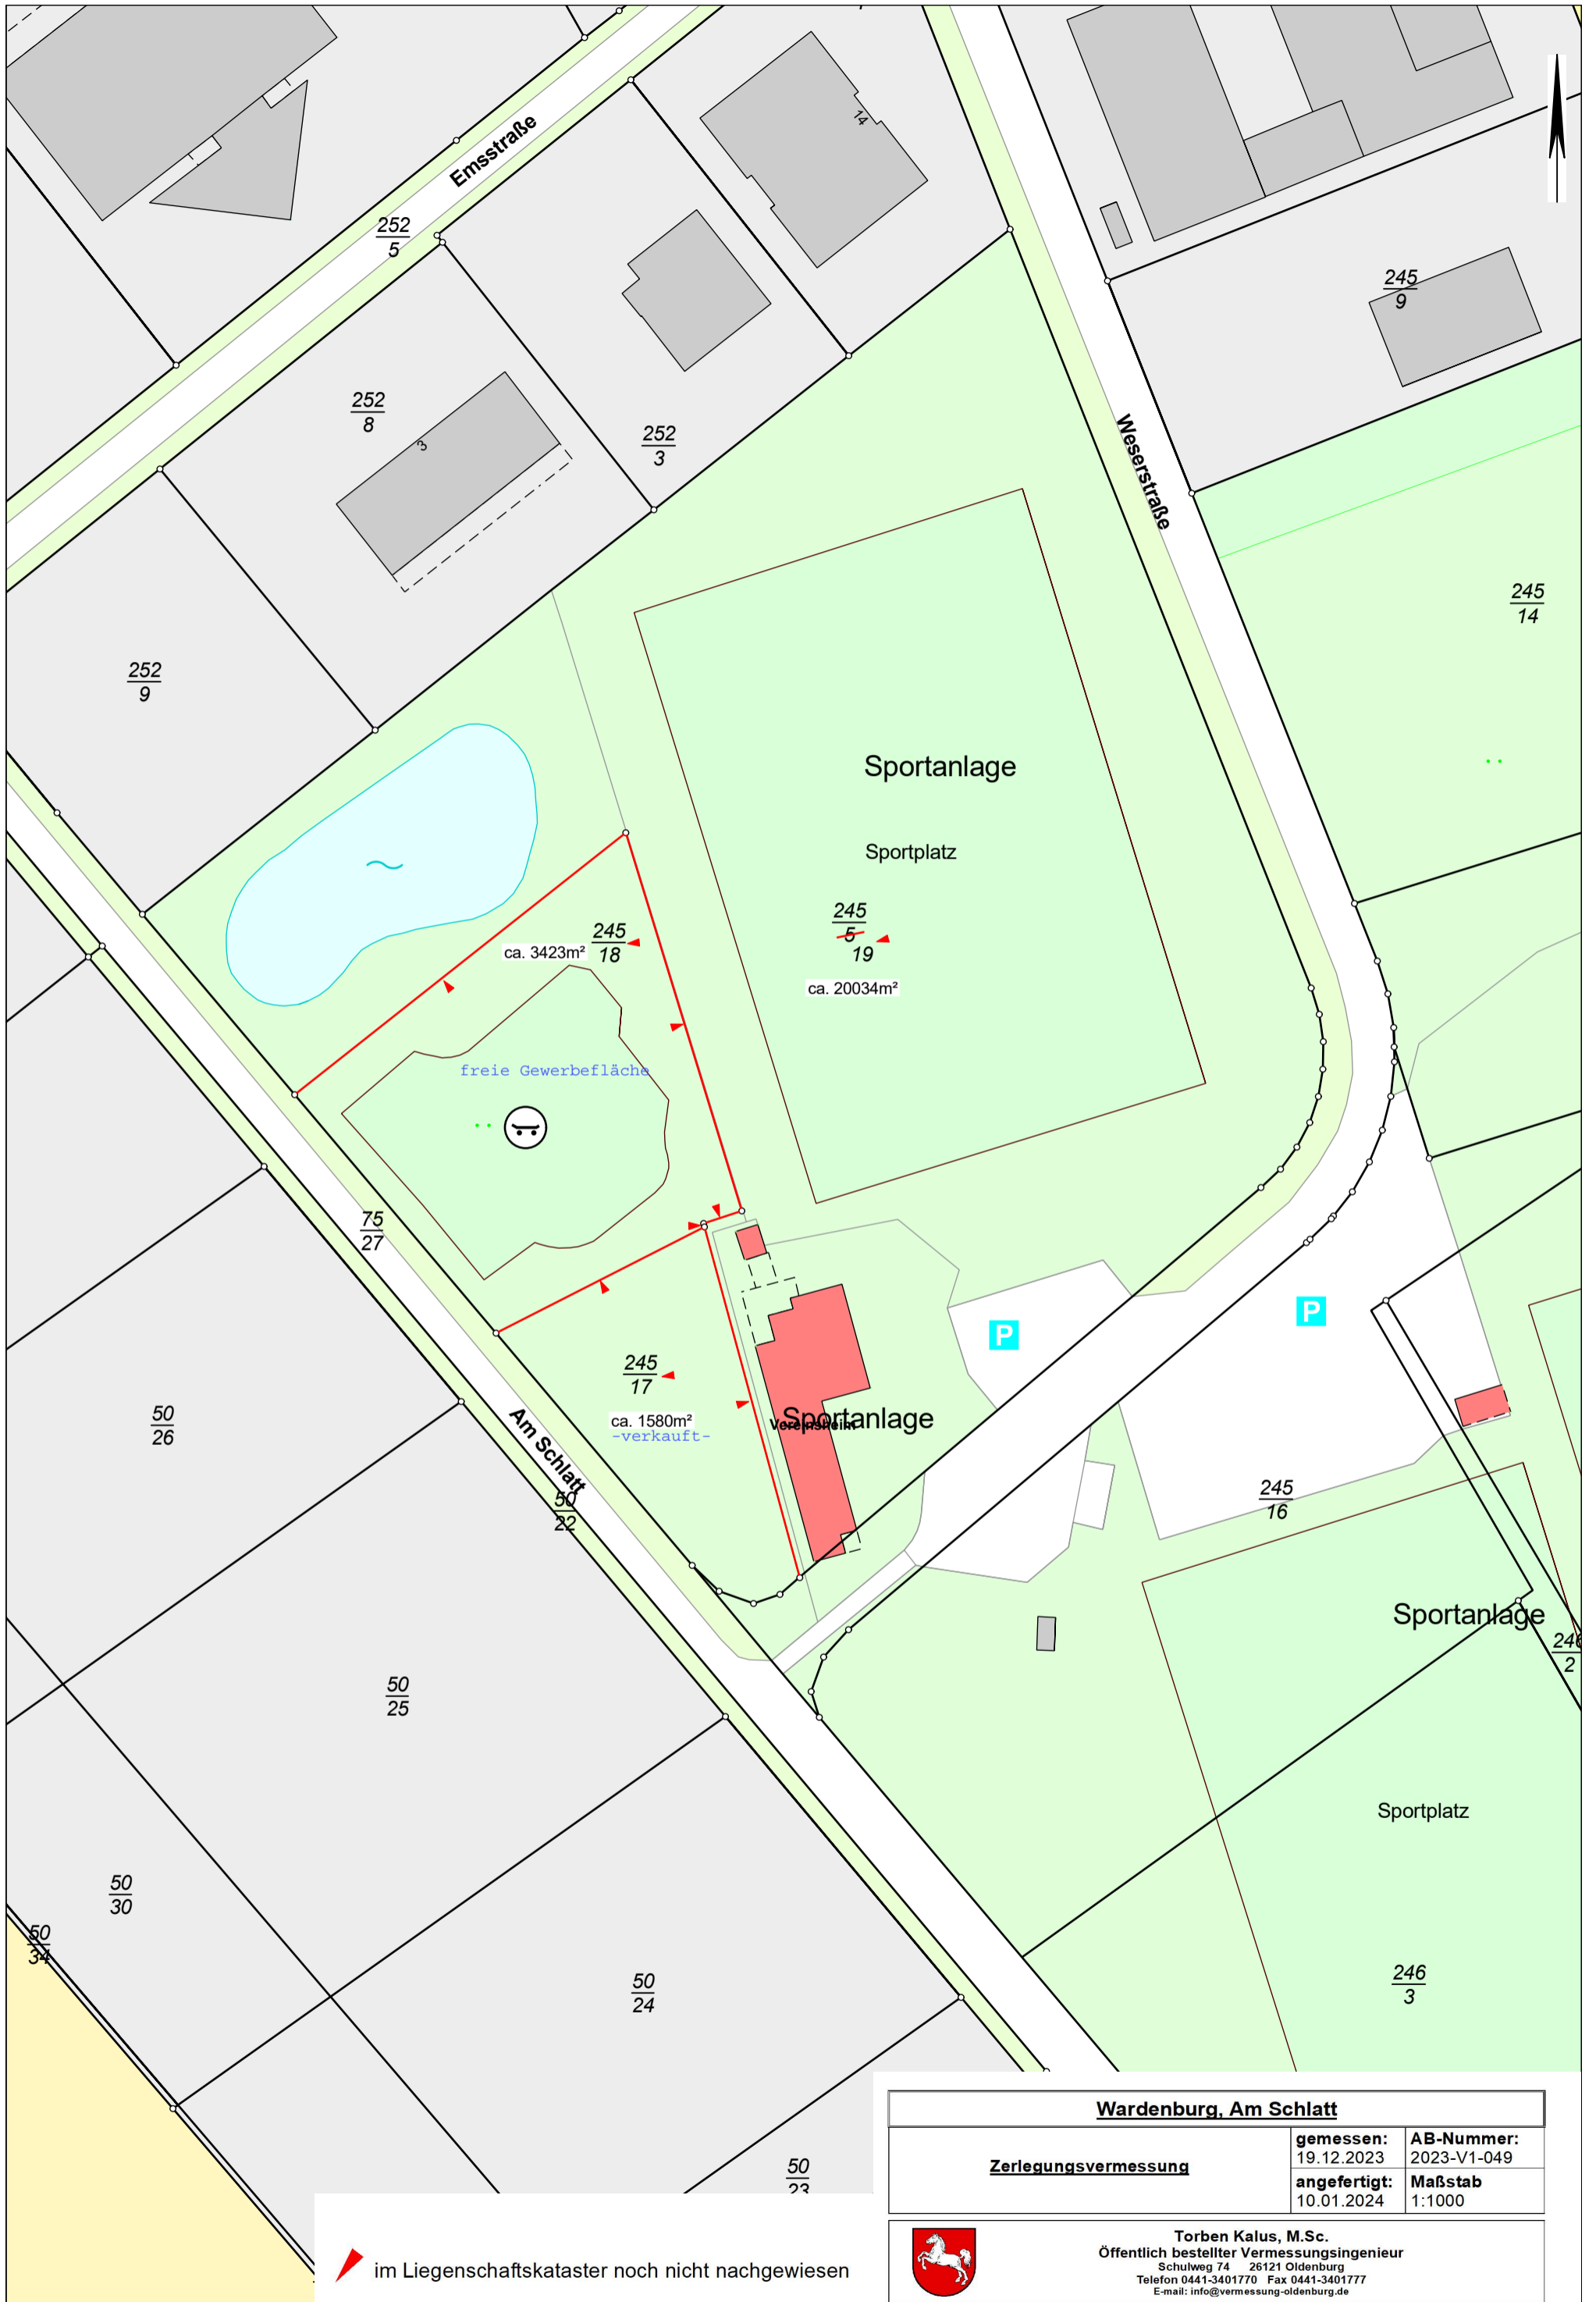 14
Emsstraße
252
5
245
9
252
8
3
252
3
Weserstraße
245
14
252
9
Sportanlage
Sportplatz
245
18
ca. 3423m²
245
5
19
ca. 20034m²
freie Gewerbefläche
75
27
P
P
245
17
ca. 1580m²
-verkauft-
Sportanlage
Vereinsheim
50
26
Am Schlatt
50
22
245
16
Sportanlage
246
2
50
25
Sportplatz
50
30
50
34
50
24
246
3
50
23
Wardenburg, Am Schlatt
Zerlegungsvermessung
gemessen:
19.12.2023
AB-Nummer:
2023-V1-049
angefertigt:
10.01.2024
Maßstab
1:1000
im Liegenschaftskataster noch nicht nachgewiesen
Torben Kalus, M.Sc.
Öffentlich bestellter Vermessungsingenieur
Schulweg 74 26121 Oldenburg
Telefon 0441-3401770 Fax 0441-3401777
E-mail: info@vermessung-oldenburg.de